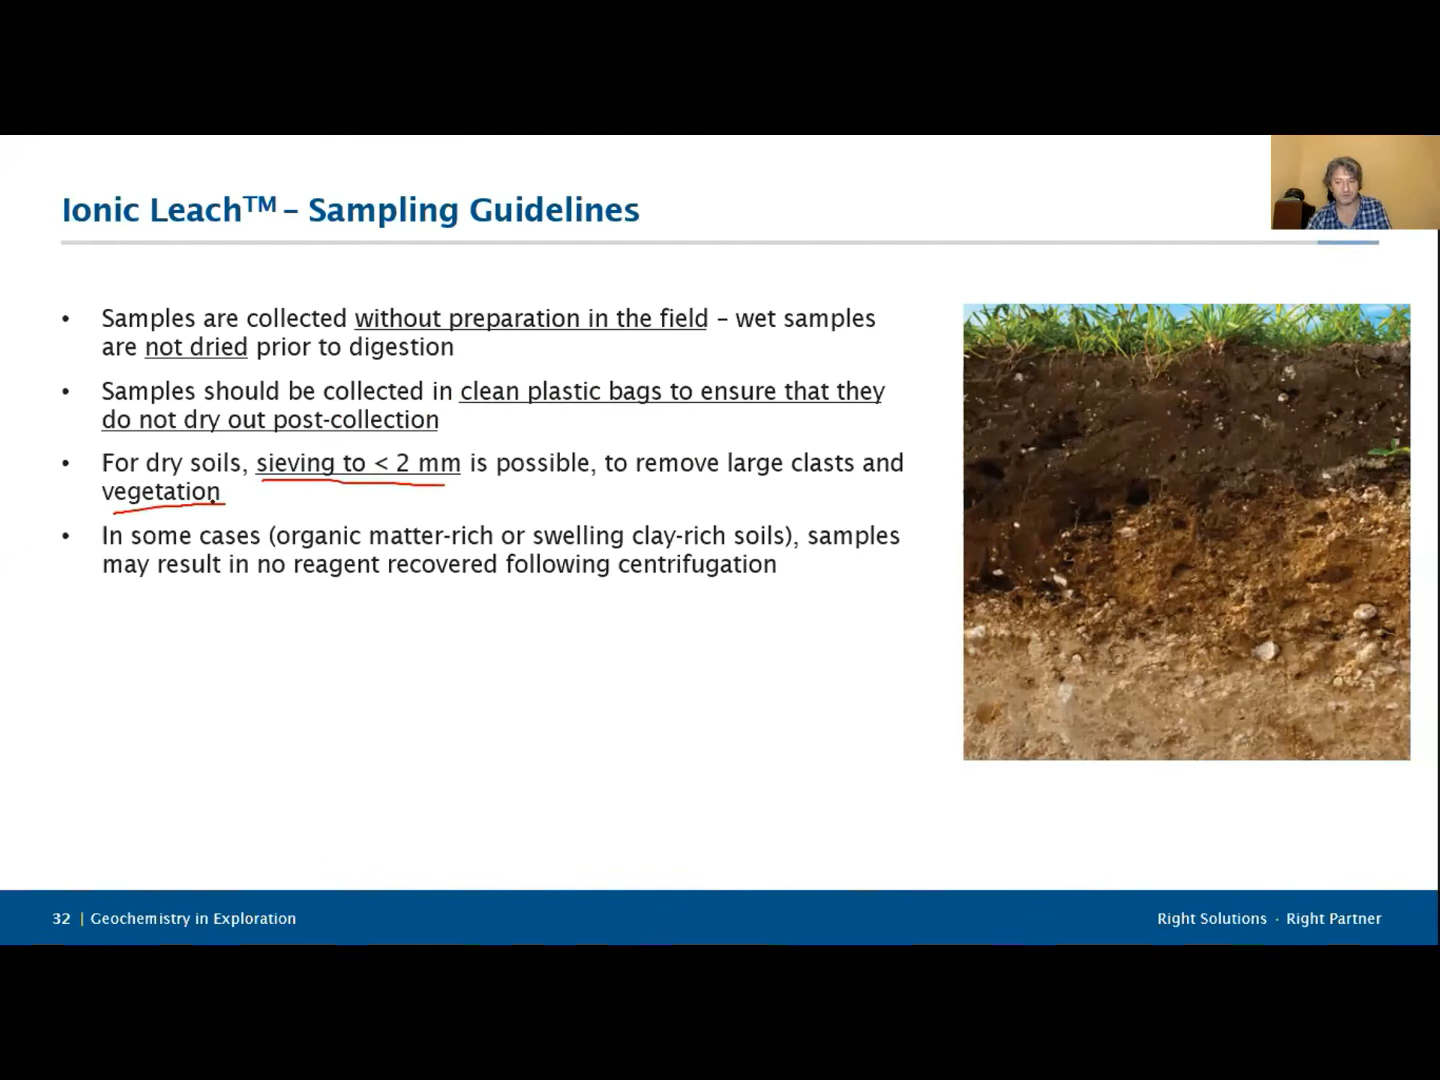 Ionic Leach™ – Sampling Guidelines
• Samples are collected without preparation in the field – wet samples
are not dried prior to digestion
• Samples should be collected in clean plastic bags to ensure that they
do not dry out post-collection
• For dry soils, sieving to < 2 mm is possible, to remove large clasts and
vegetation
• In some cases (organic matter-rich or swelling clay-rich soils), samples
may result in no reagent recovered following centrifugation
32 | Geochemistry in Exploration
Right Solutions · Right Partner